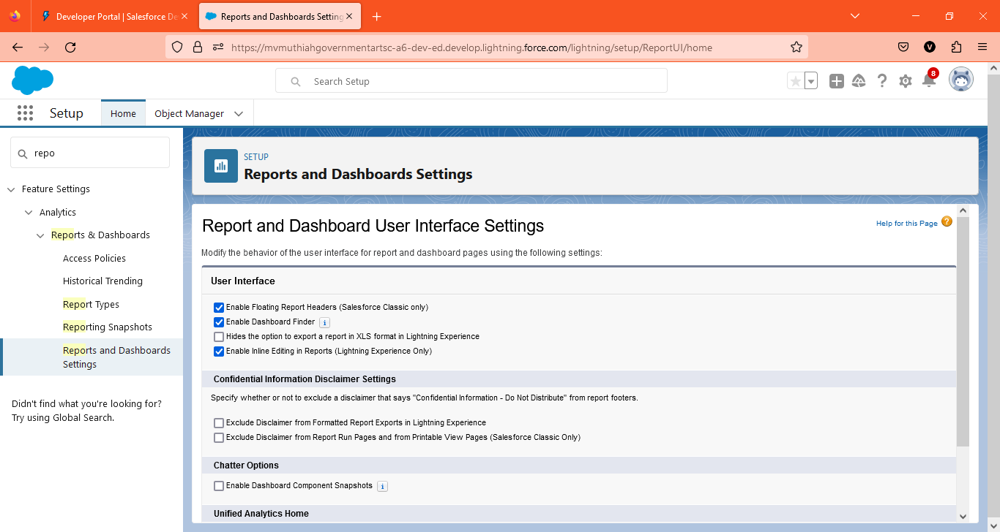 Developer Portal | Salesforce De
Reports and Dashboards Setting
https://mvmuthiahgovernmentartsc-a6-dev-ed.develop.lightning.force.com/lightning/setup/ReportUI/home
V
Search Setup
8
Setup
Home
Object Manager
repo
Feature Settings
Analytics
Reports & Dashboards
Access Policies
Historical Trending
Report Types
Reporting Snapshots
Reports and Dashboards
Settings
Didn't find what you're looking for?
Try using Global Search.
SETUP
Reports and Dashboards Settings
Report and Dashboard User Interface Settings
Help for this Page ?
Modify the behavior of the user interface for report and dashboard pages using the following settings:
User Interface
Enable Floating Report Headers (Salesforce Classic only)
Enable Dashboard Finder i
Hides the option to export a report in XLS format in Lightning Experience
Enable Inline Editing in Reports (Lightning Experience Only)
Confidential Information Disclaimer Settings
Specify whether or not to exclude a disclaimer that says "Confidential Information - Do Not Distribute" from report footers.
Exclude Disclaimer from Formatted Report Exports in Lightning Experience
Exclude Disclaimer from Report Run Pages and from Printable View Pages (Salesforce Classic Only)
Chatter Options
Enable Dashboard Component Snapshots i
Unified Analytics Home